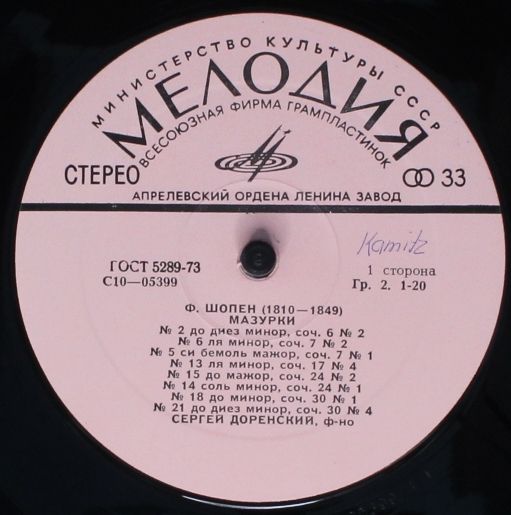 МИНИСТЕРСТВО КУЛЬТУРЫ СССР
МЕЛОДИЯ
ВСЕСОЮЗНАЯ ФИРМА ГРАМПЛАСТИНОК
СТЕРЕО 33
АПРЕЛЕВСКИЙ ОРДЕНА ЛЕНИНА ЗАВОД
Kamitz
ГОСТ 5289-73
С10—05399
1 сторона
Гр. 2. 1-20
Ф. ШОПЕН (1810—1849)
МАЗУРКИ
№ 2 до диез минор, соч. 6 № 2
№ 6 ля минор, соч. 7 № 2
№ 5 си бемоль мажор, соч. 7 № 1
№ 13 ля минор, соч. 17 № 4
№ 15 до мажор, соч. 24 № 2
№ 14 соль минор, соч. 24 № 1
№ 18 до минор, соч. 30 № 1
№ 21 до диез минор, соч. 30 № 4
СЕРГЕЙ ДОРЕНСКИЙ, ф-но